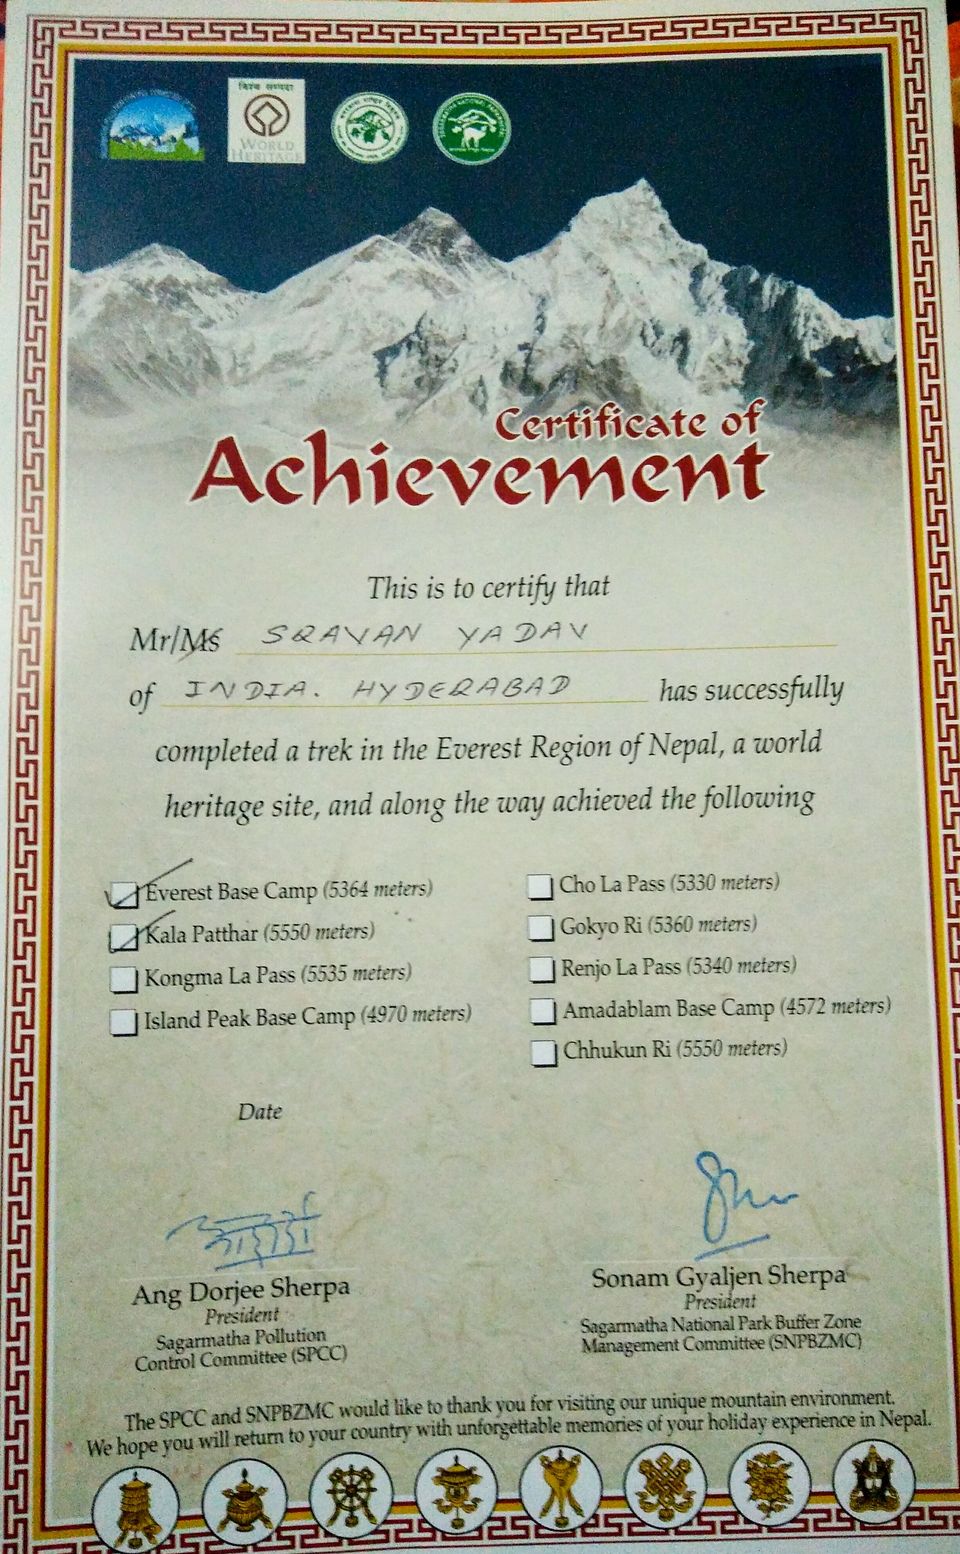 विश्व सम्पदा
WORLD
HERITAGE
Certificate of
Achievement
This is to certify that
Mr/Ms SRAVAN YADAV
of INDIA. HYDERABAD has successfully
completed a trek in the Everest Region of Nepal, a world
heritage site, and along the way achieved the following
Everest Base Camp (5364 meters)
Kala Patthar (5550 meters)
Kongma La Pass (5535 meters)
Island Peak Base Camp (4970 meters)
Cho La Pass (5330 meters)
Gokyo Ri (5360 meters)
Renjo La Pass (5340 meters)
Amadablam Base Camp (4572 meters)
Chhukun Ri (5550 meters)
Date
Ang Dorjee Sherpa
President
Sagarmatha Pollution
Control Committee (SPCC)
Sonam Gyaljen Sherpa
President
Sagarmatha National Park Buffer Zone
Management Committee (SNPBZMC)
The SPCC and SNPBZMC would like to thank you for visiting our unique mountain environment.
We hope you will return to your country with unforgettable memories of your holiday experience in Nepal.